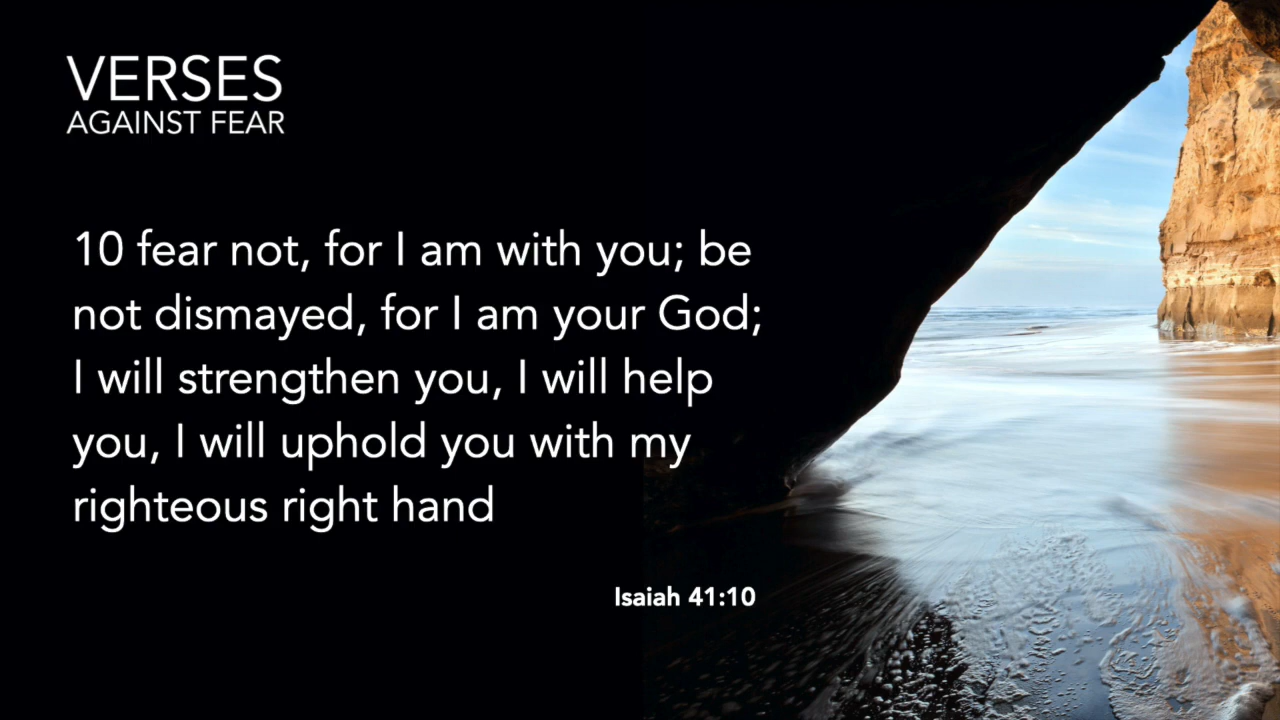 VERSES
AGAINST FEAR
10 fear not, for I am with you; be
not dismayed, for I am your God;
I will strengthen you, I will help
you, I will uphold you with my
righteous right hand
Isaiah 41:10